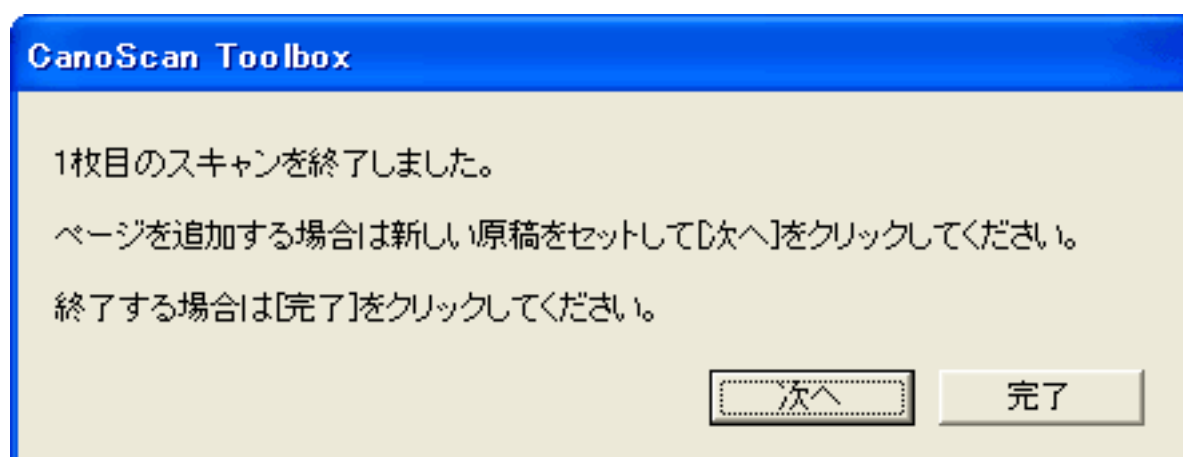 CanoScan Toolbox
1枚目のスキャンを終了しました。
ページを追加する場合は新しい原稿をセットして[次へ]をクリックしてください。
終了する場合は[完了]をクリックしてください。
次へ 完了